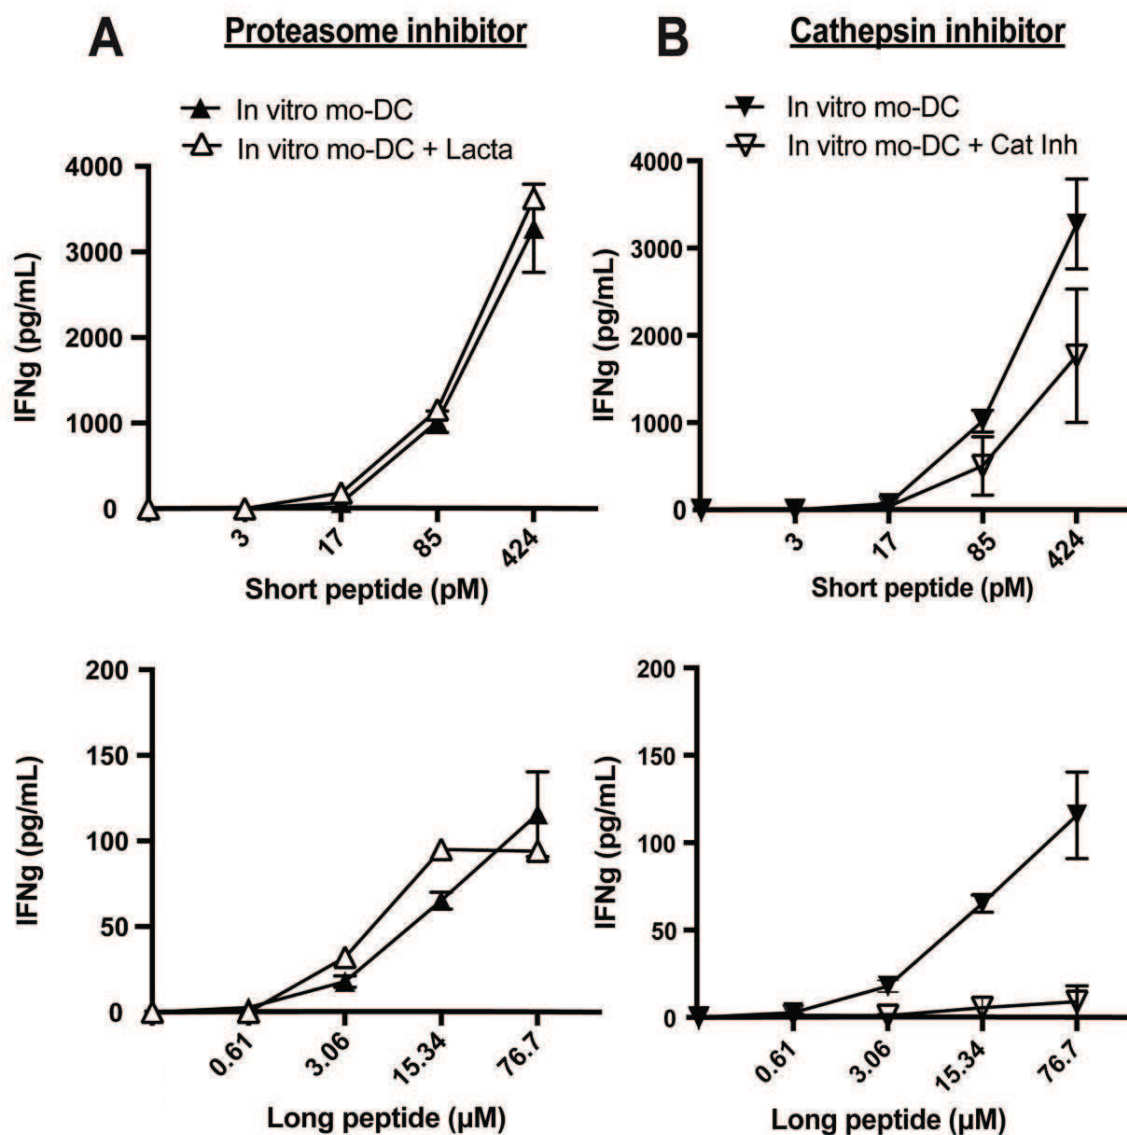 A Proteasome inhibitor
In vitro mo-DC
In vitro mo-DC + Lacta
4000
3000
2000
1000
0
IFNg (pg/mL)
3 17 85 424
Short peptide (pM)
200
150
100
50
0
IFNg (pg/mL)
0.61 3.06 15.34 76.7
Long peptide (µM)
B Cathepsin inhibitor
In vitro mo-DC
In vitro mo-DC + Cat Inh
4000
3000
2000
1000
0
IFNg (pg/mL)
3 17 85 424
Short peptide (pM)
200
150
100
50
0
IFNg (pg/mL)
0.61 3.06 15.34 76.7
Long peptide (µM)